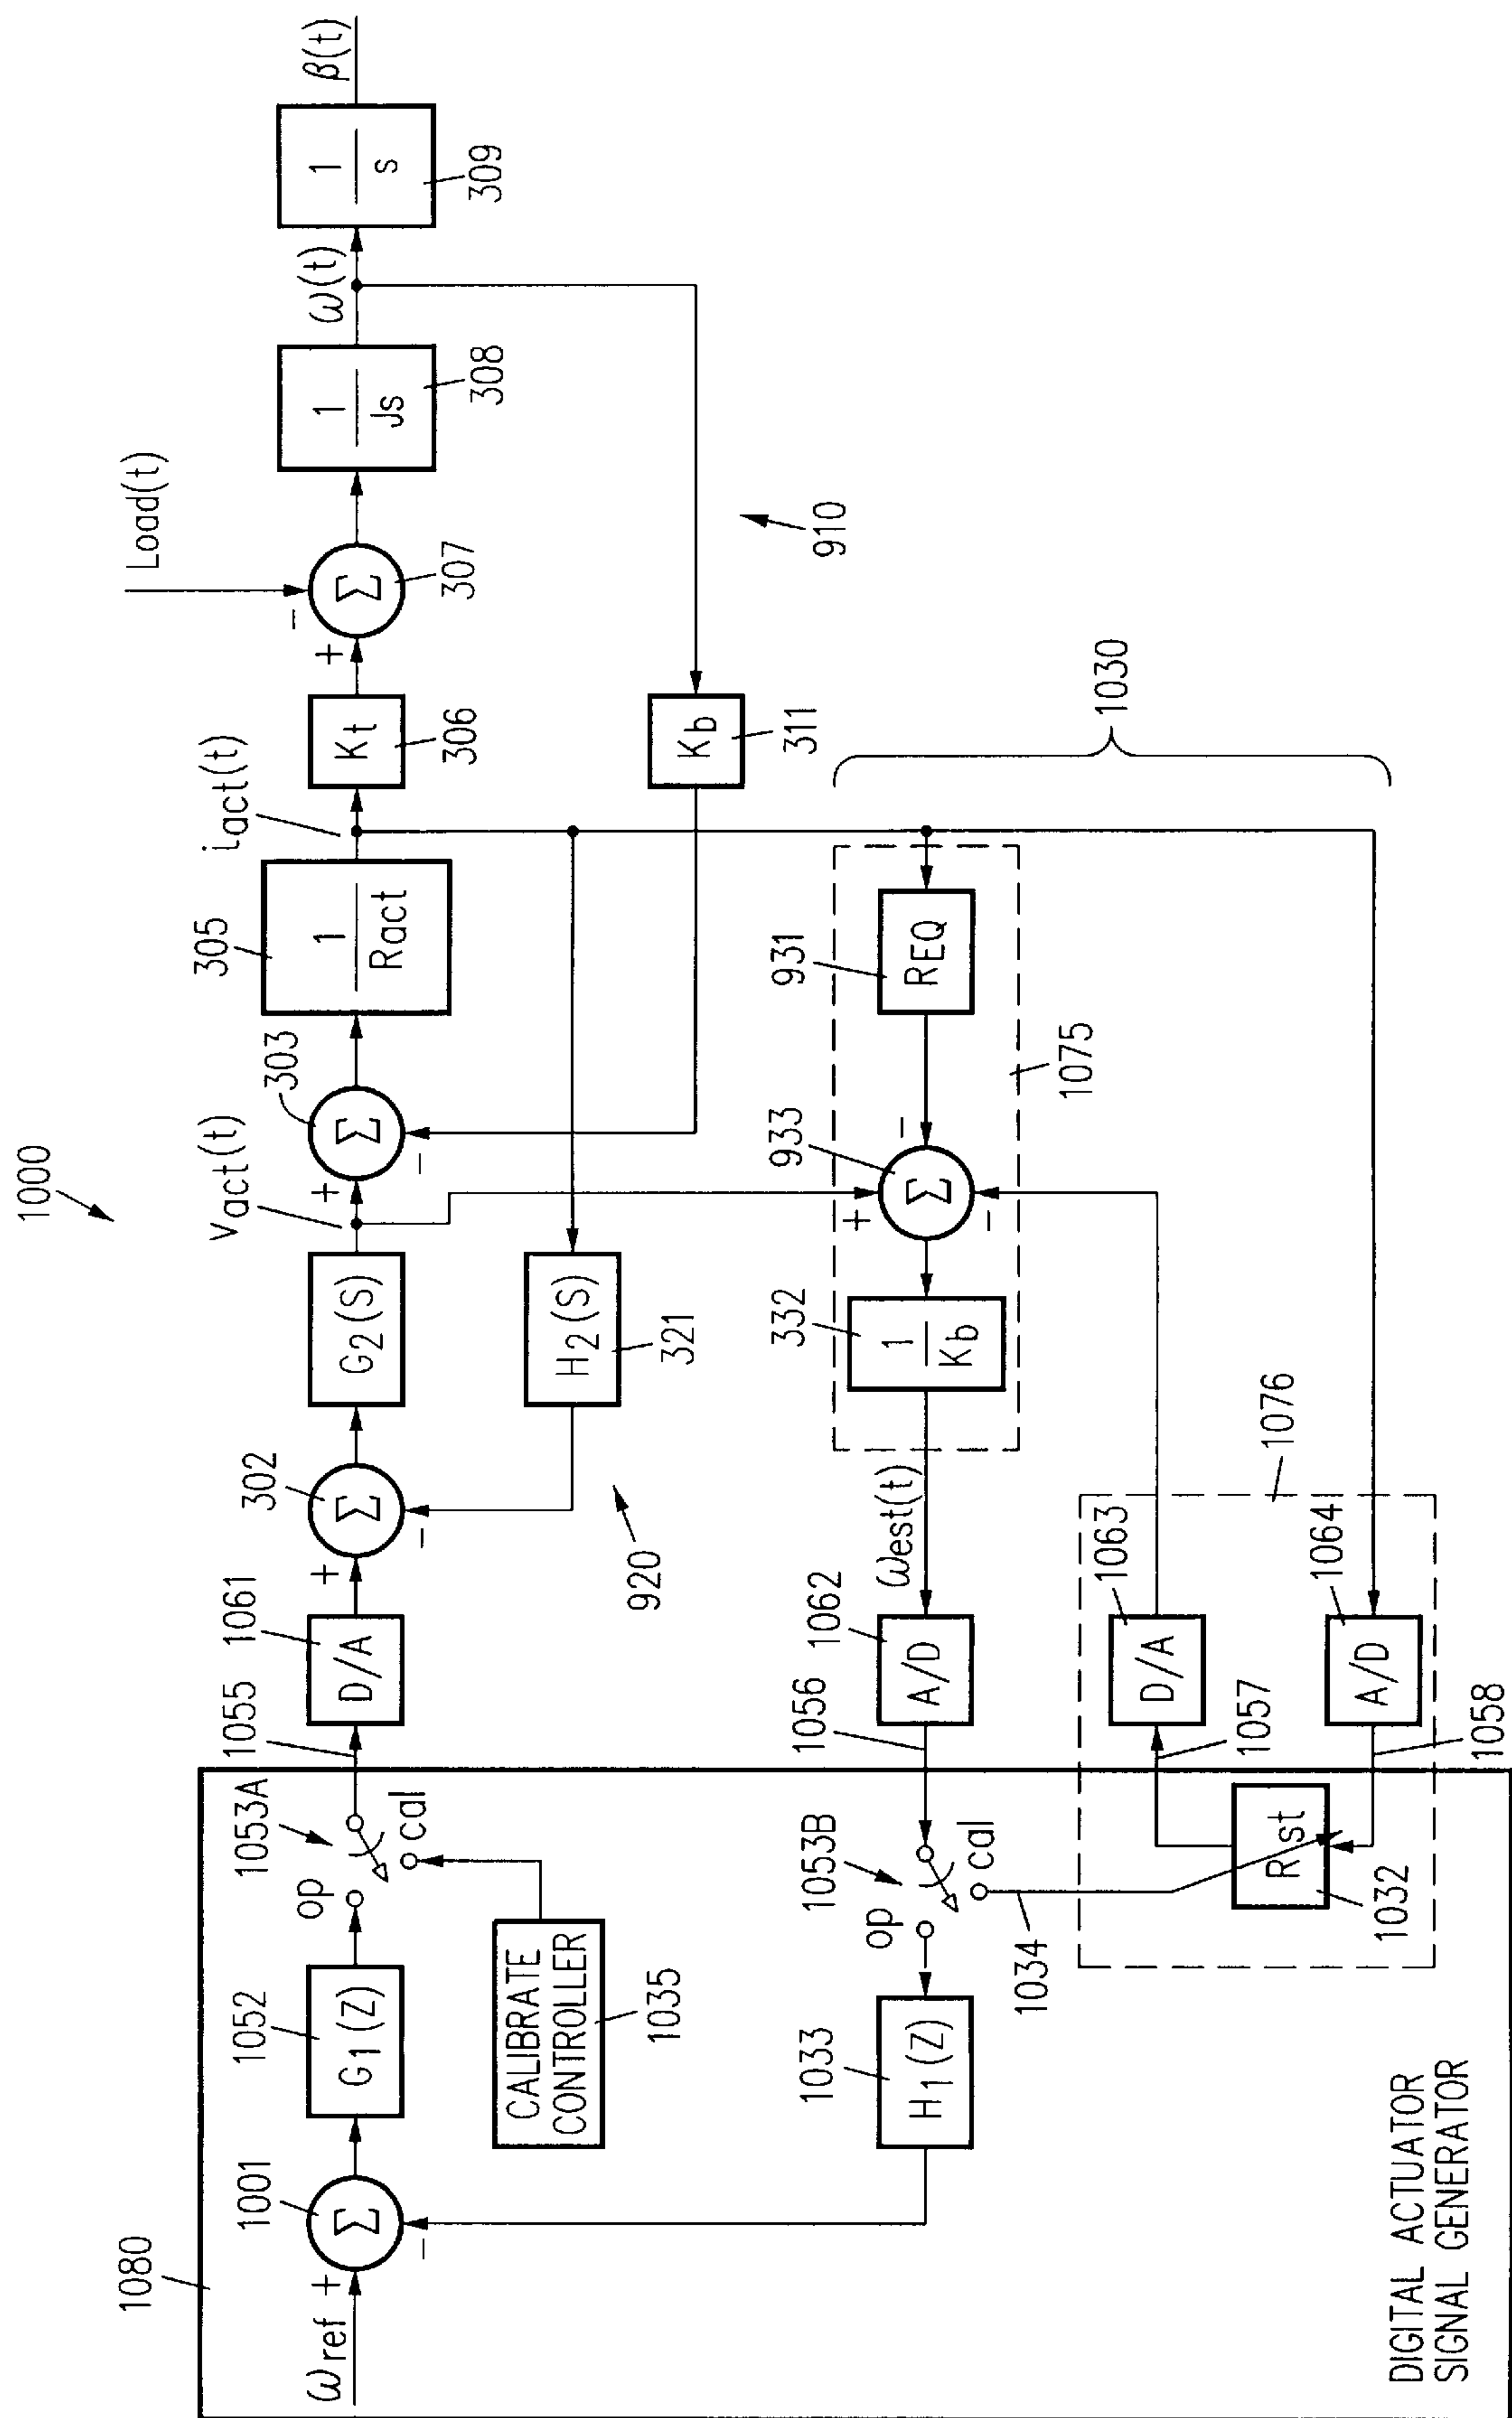 1000
ωref
+
-
Σ
1001
G1(Z)
1052
op
cal
1053A
1055
D/A
1061
+
-
Σ
302
G2(S)
vact(t)
+
-
Σ
303
1
Ract
305
iact(t)
Kt
306
+
-
Σ
307
Load(t)
1
Js
308
ω(t)
1
s
309
β(t)
1080
CALIBRATE
CONTROLLER
1035
920
H2(S)
321
Kb
311
910
H1(Z)
1033
op
cal
1053B
1034
1056
A/D
1062
ωest(t)
1
Kb
332
+
-
-
Σ
933
REQ
931
1075
1030
Rst
1032
1057
D/A
1063
1058
A/D
1064
1076
DIGITAL ACTUATOR
SIGNAL GENERATOR